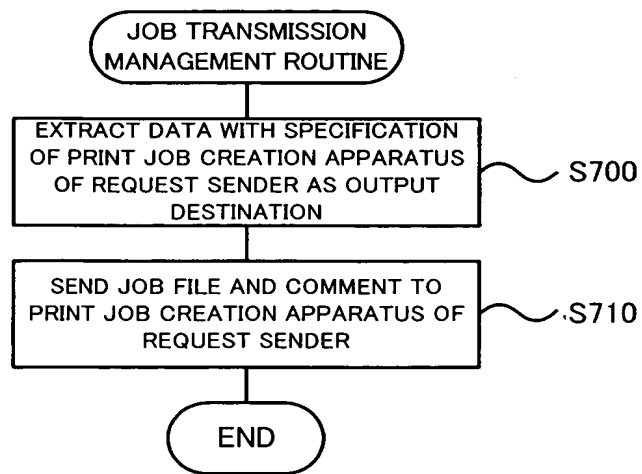 JOB TRANSMISSION
MANAGEMENT ROUTINE
EXTRACT DATA WITH SPECIFICATION
OF PRINT JOB CREATION APPARATUS
OF REQUEST SENDER AS OUTPUT
DESTINATION
S700
SEND JOB FILE AND COMMENT TO
PRINT JOB CREATION APPARATUS OF
REQUEST SENDER
S710
END